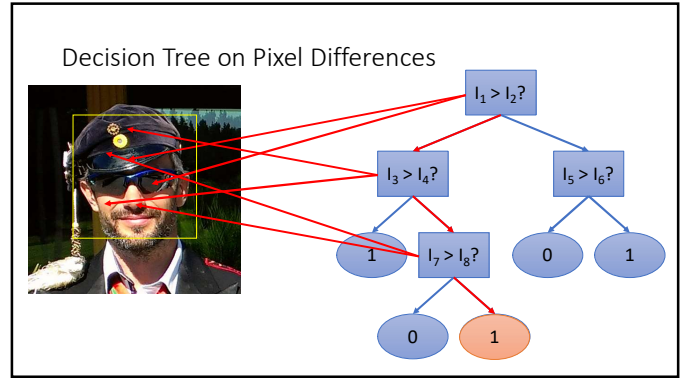 Decision Tree on Pixel Differences
I₁ > I₂?
I₃ > I₄?
I₅ > I₆?
1
I₇ > I₈?
0
1
0
1